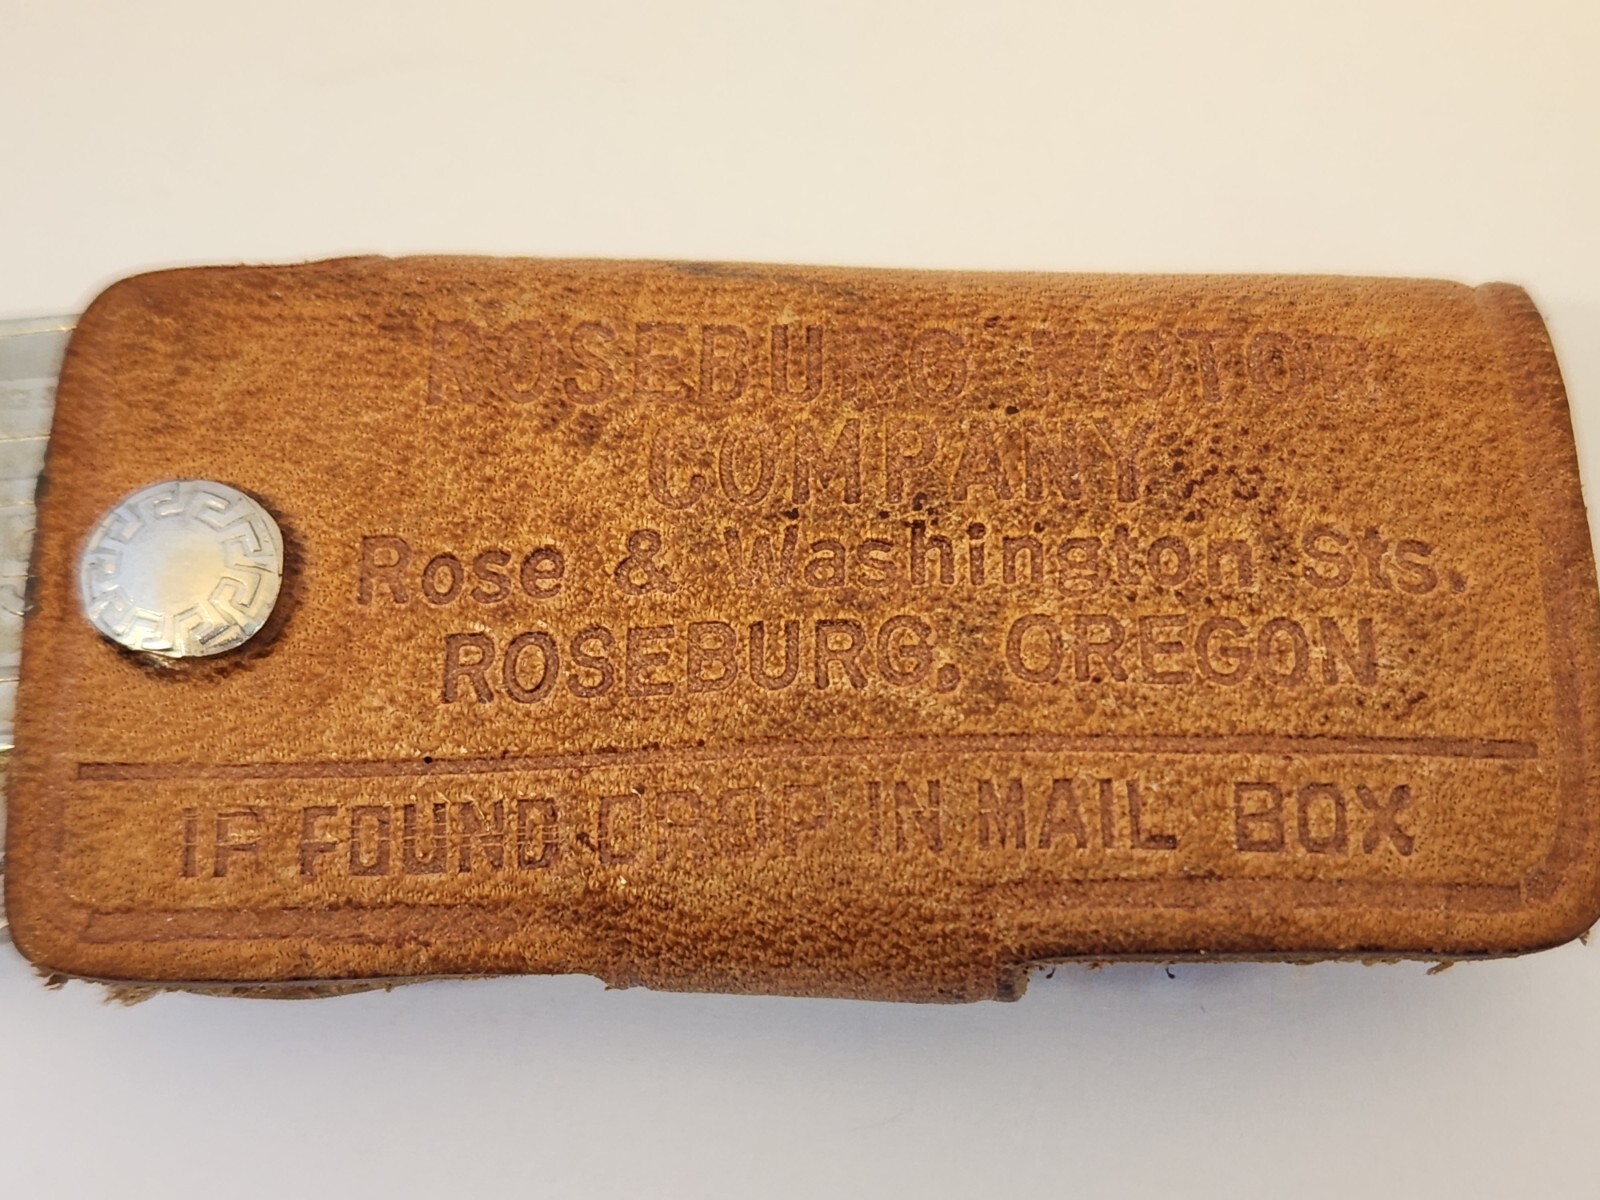 ROSEBURG MOTOR
COMPANY
Rose & Washington Sts.
ROSEBURG, OREGON
IF FOUND DROP IN MAIL BOX